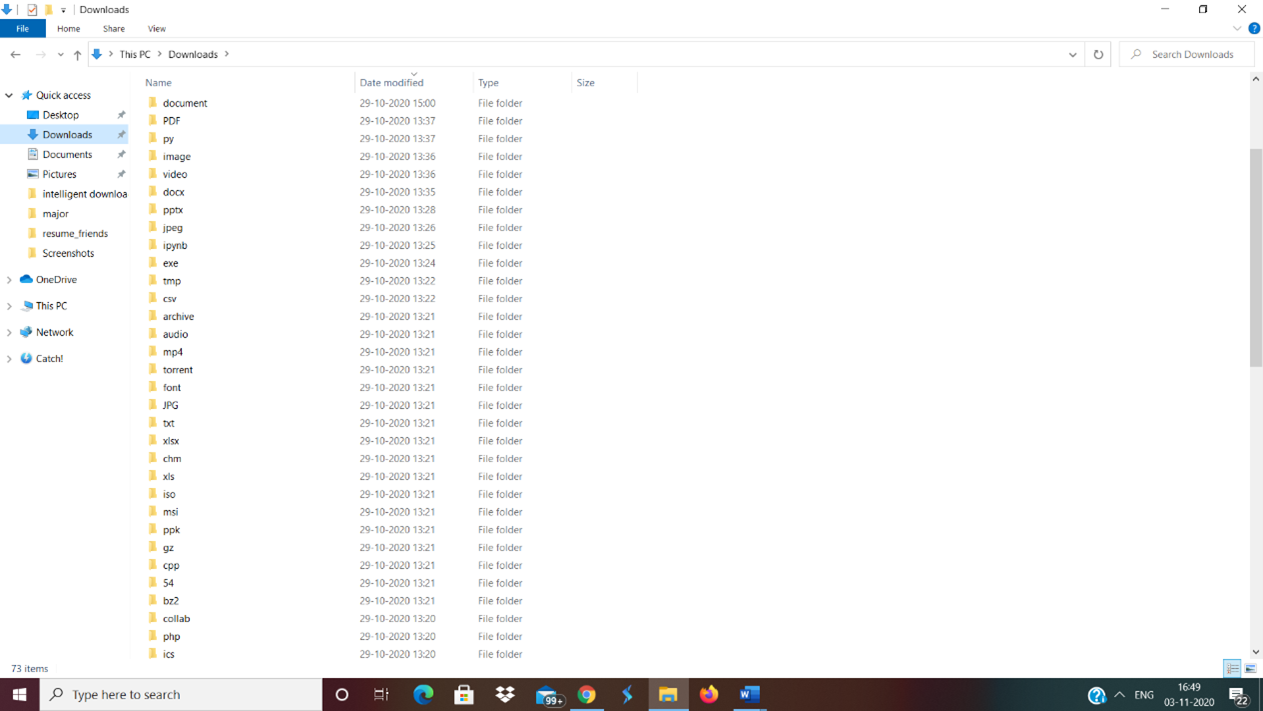 Downloads
File Home Share View
This PC Downloads
Search Downloads
Name Date modified Type Size
Quick access
Desktop
Downloads
Documents
Pictures
intelligent downloa
major
resume_friends
Screenshots
OneDrive
This PC
Network
Catch!
document 29-10-2020 15:00 File folder
PDF 29-10-2020 13:37 File folder
py 29-10-2020 13:37 File folder
image 29-10-2020 13:36 File folder
video 29-10-2020 13:36 File folder
docx 29-10-2020 13:35 File folder
pptx 29-10-2020 13:28 File folder
jpeg 29-10-2020 13:26 File folder
ipynb 29-10-2020 13:25 File folder
exe 29-10-2020 13:24 File folder
tmp 29-10-2020 13:22 File folder
csv 29-10-2020 13:22 File folder
archive 29-10-2020 13:21 File folder
audio 29-10-2020 13:21 File folder
mp4 29-10-2020 13:21 File folder
torrent 29-10-2020 13:21 File folder
font 29-10-2020 13:21 File folder
JPG 29-10-2020 13:21 File folder
txt 29-10-2020 13:21 File folder
xlsx 29-10-2020 13:21 File folder
chm 29-10-2020 13:21 File folder
xls 29-10-2020 13:21 File folder
iso 29-10-2020 13:21 File folder
msi 29-10-2020 13:21 File folder
ppk 29-10-2020 13:21 File folder
gz 29-10-2020 13:21 File folder
cpp 29-10-2020 13:21 File folder
54 29-10-2020 13:21 File folder
bz2 29-10-2020 13:21 File folder
collab 29-10-2020 13:20 File folder
php 29-10-2020 13:20 File folder
ics 29-10-2020 13:20 File folder
73 items
Type here to search
99+
ENG
16:49
03-11-2020
22